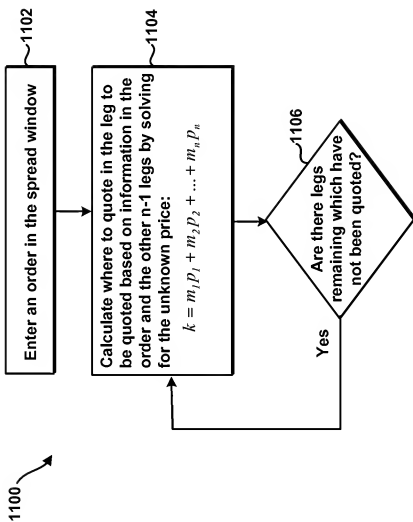 1100
1102
Enter an order in the spread window
1104
Calculate where to quote in the leg to
be quoted based on information in the
order and the other n-1 legs by solving
for the unknown price:
k = m₁p₁ + m₂p₂ + ... + mₙpₙ
1106
Are there legs
remaining which have
not been quoted?
Yes